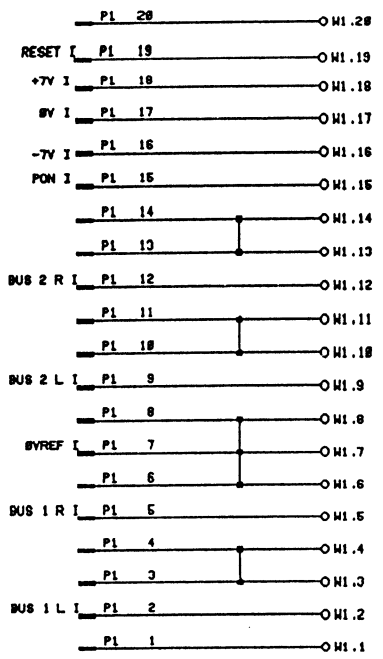 P1 20 W1.20
RESET I P1 19 W1.19
+7V I P1 18 W1.18
0V I P1 17 W1.17
-7V I P1 16 W1.16
PON I P1 15 W1.15
P1 14 W1.14
P1 13 W1.13
BUS 2 R I P1 12 W1.12
P1 11 W1.11
P1 10 W1.10
BUS 2 L I P1 9 W1.9
P1 8 W1.8
0VREF I P1 7 W1.7
P1 6 W1.6
BUS 1 R I P1 5 W1.5
P1 4 W1.4
P1 3 W1.3
BUS 1 L I P1 2 W1.2
P1 1 W1.1